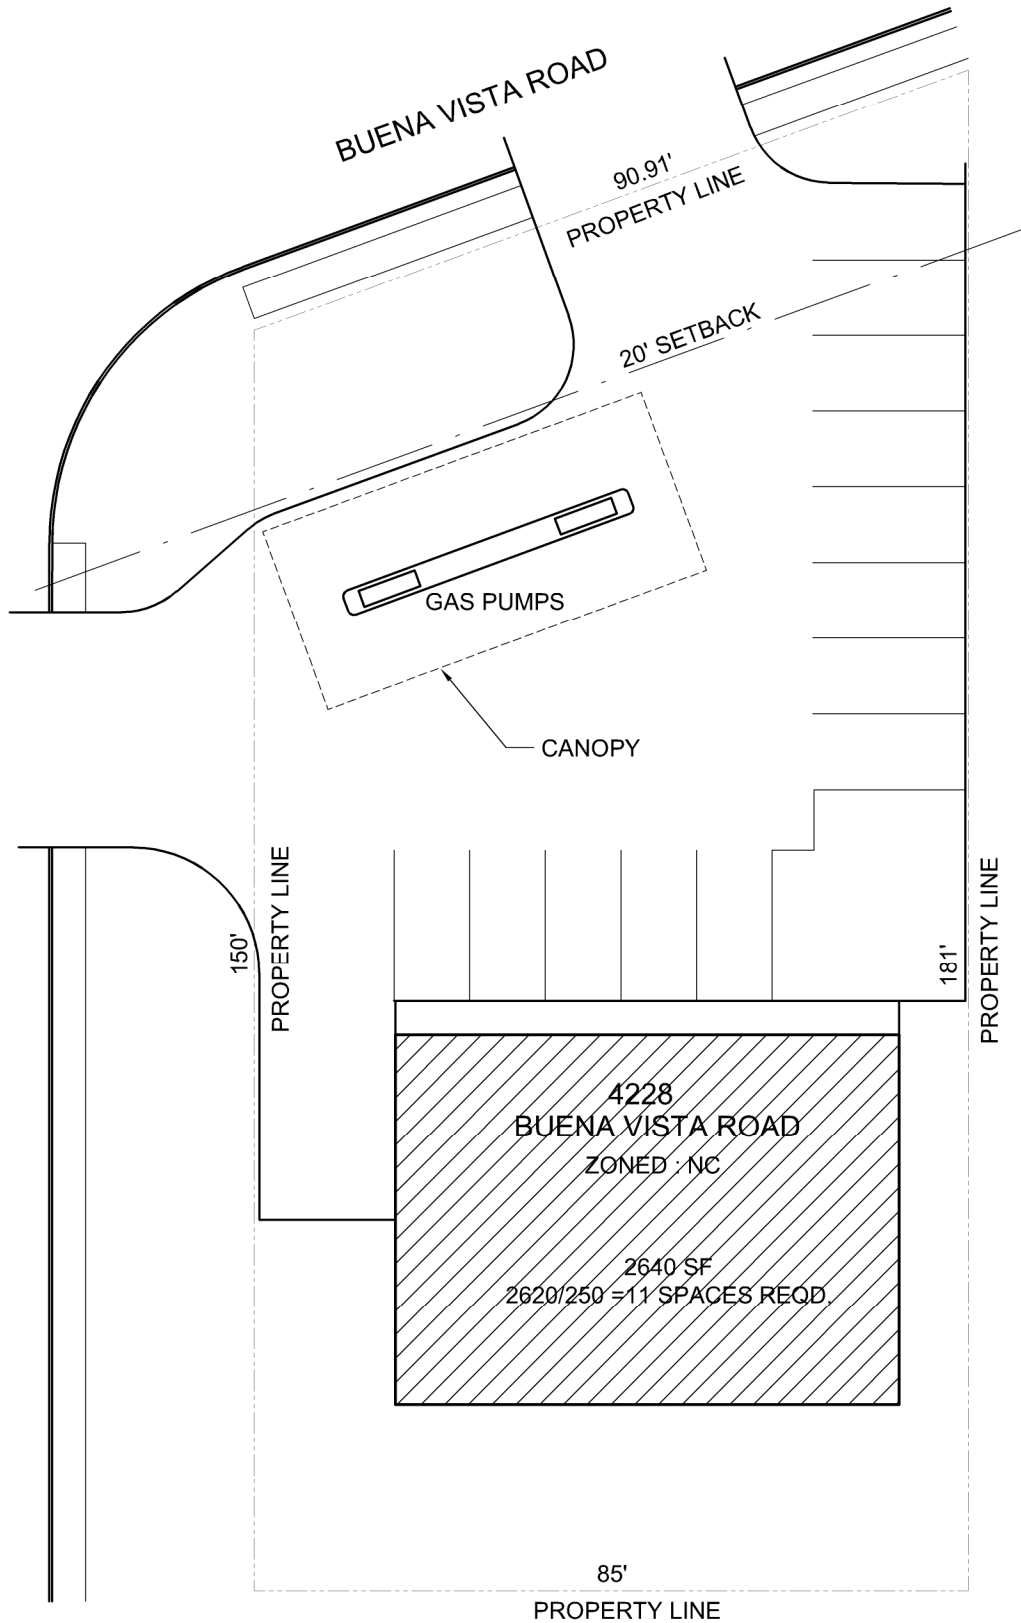 BUENA VISTA ROAD
90.91'
PROPERTY LINE
20' SETBACK
GAS PUMPS
CANOPY
150'
PROPERTY LINE
181'
PROPERTY LINE
4228
BUENA VISTA ROAD
ZONED : NC
2640 SF
2620/250 =11 SPACES REQD.
85'
PROPERTY LINE